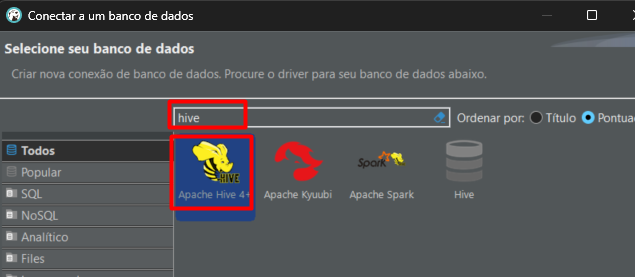 Conectar a um banco de dados
Selecione seu banco de dados
Criar nova conexão de banco de dados. Procure o driver para seu banco de dados abaixo.
hive
Ordenar por: Título Pontuaç
Todos
Popular
SQL
NoSQL
Analítico
Files
HIVE
Apache Hive 4+
Apache Kyuubi
Spark
Apache Spark
Hive